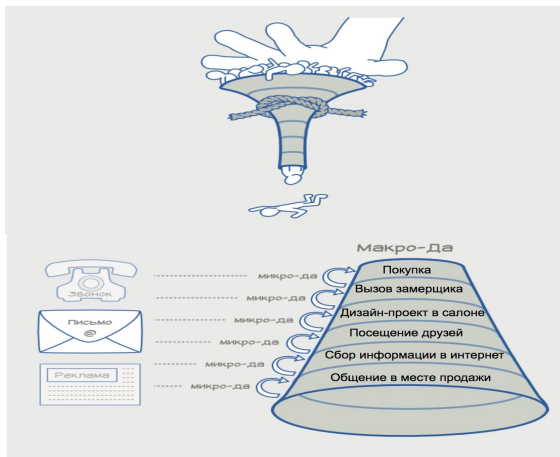 Макро-Да
Звонок
Письмо
@
Реклама
микро-да
микро-да
микро-да
микро-да
микро-да
микро-да
Покупка
Вызов замерщика
Дизайн-проект в салоне
Посещение друзей
Сбор информации в интернет
Общение в месте продажи